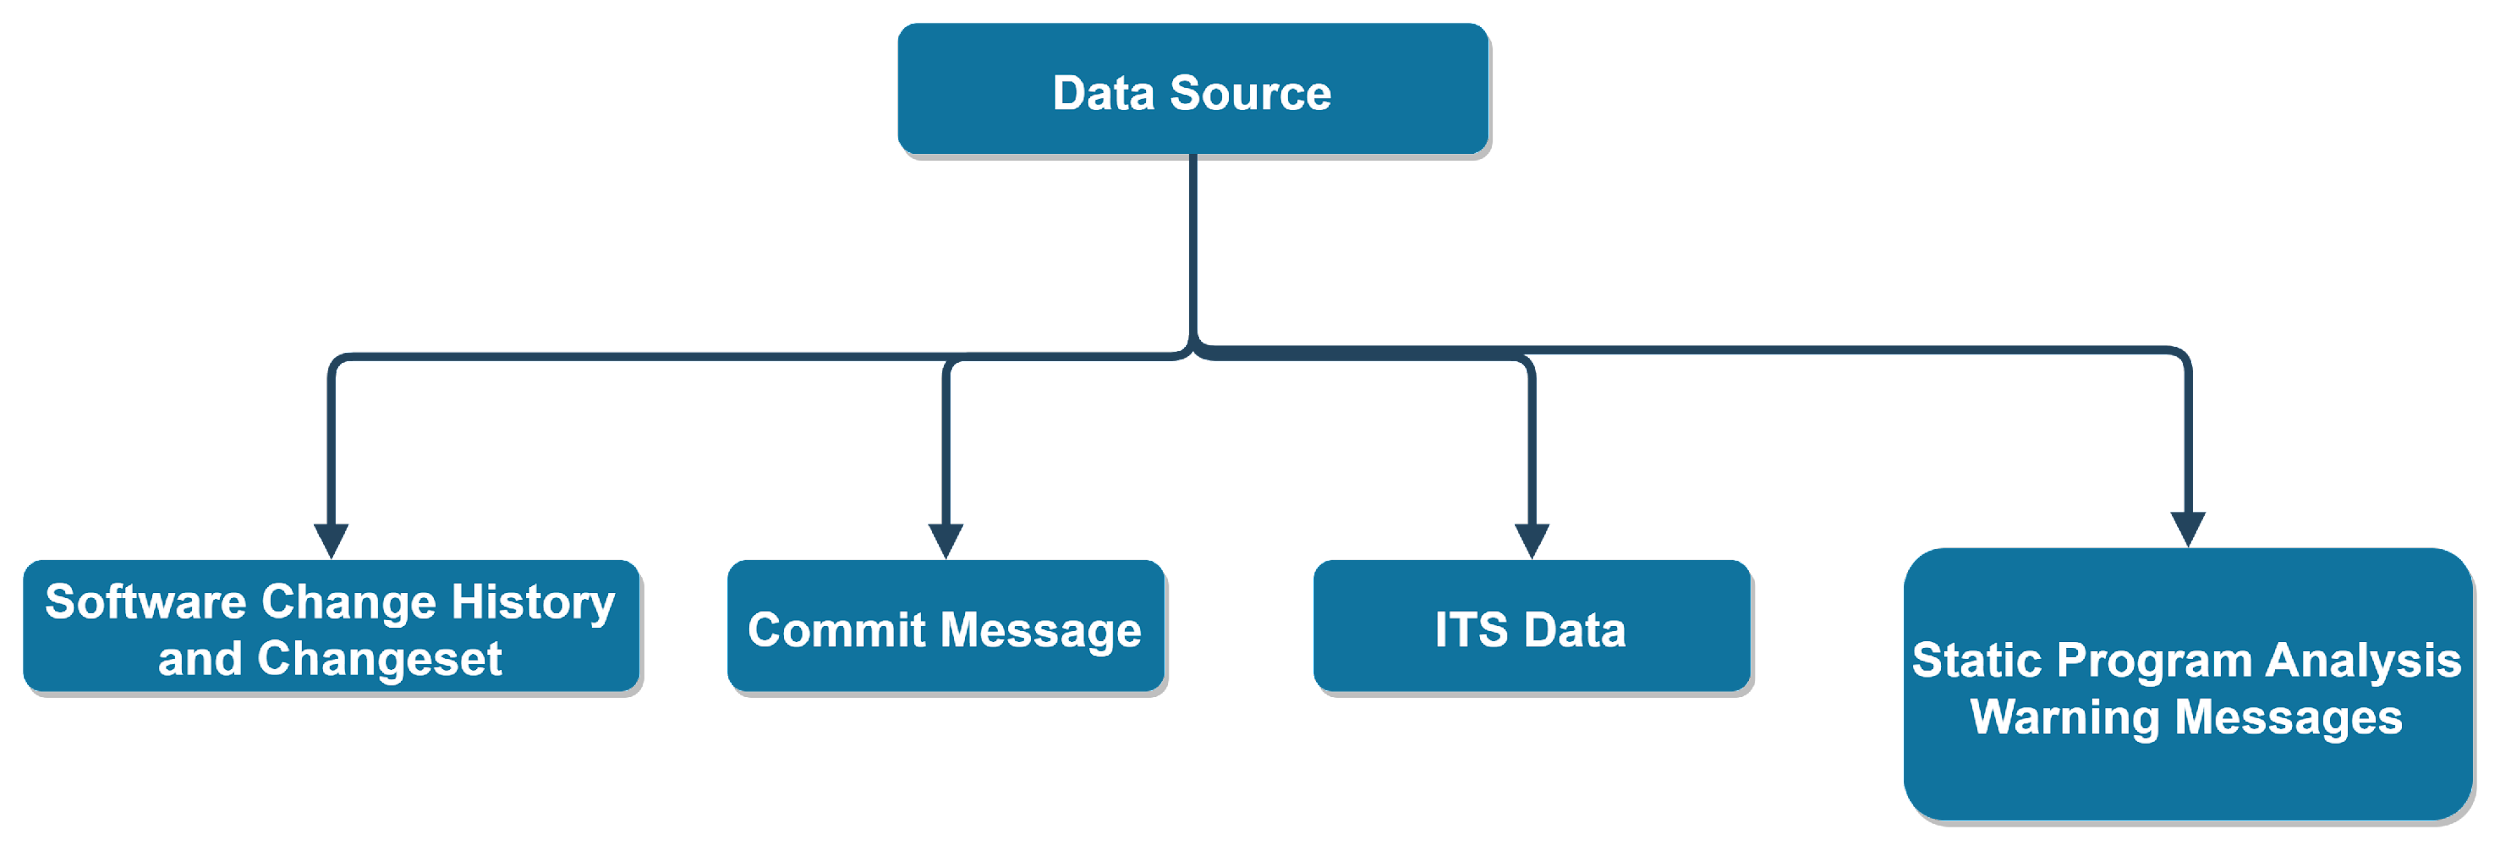 Data Source
Software Change History
and Changeset
Commit Message
ITS Data
Static Program Analysis
Warning Messages